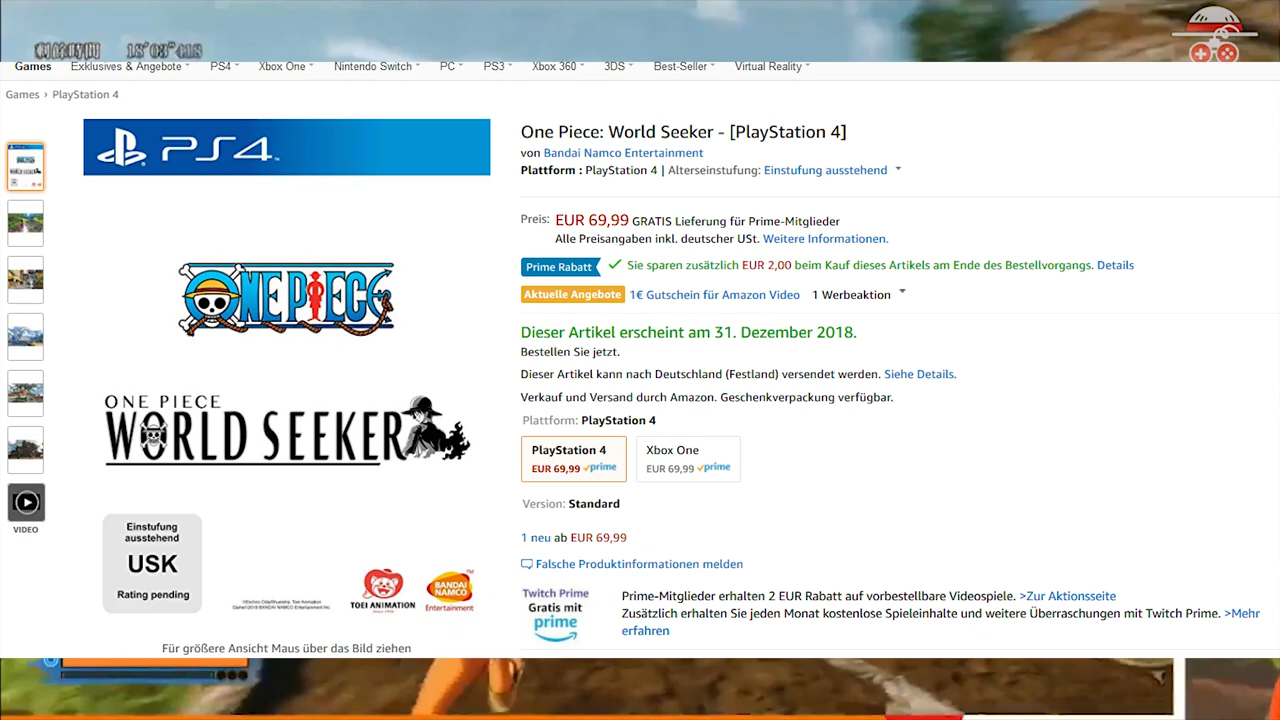 剩餘時間 18'03"418
Games Exklusives & Angebote PS4 Xbox One Nintendo Switch PC PS3 Xbox 360 3DS Best-Seller Virtual Reality
Games › PlayStation 4
PS4
ONE PIECE
ONE PIECE
WORLD SEEKER
Einstufung
ausstehend
USK
Rating pending
TOEI ANIMATION
BANDAI
NAMCO
Entertainment
Für größere Ansicht Maus über das Bild ziehen
VIDEO
One Piece: World Seeker - [PlayStation 4]
von Bandai Namco Entertainment
Plattform : PlayStation 4 | Alterseinstufung: Einstufung ausstehend
Preis: EUR 69,99 GRATIS Lieferung für Prime-Mitglieder
Alle Preisangaben inkl. deutscher USt. Weitere Informationen.
Prime Rabatt Sie sparen zusätzlich EUR 2,00 beim Kauf dieses Artikels am Ende des Bestellvorgangs. Details
Aktuelle Angebote 1€ Gutschein für Amazon Video 1 Werbeaktion
Dieser Artikel erscheint am 31. Dezember 2018.
Bestellen Sie jetzt.
Dieser Artikel kann nach Deutschland (Festland) versendet werden. Siehe Details.
Verkauf und Versand durch Amazon. Geschenkverpackung verfügbar.
Plattform: PlayStation 4
PlayStation 4 Xbox One
EUR 69,99 prime EUR 69,99 prime
Version: Standard
1 neu ab EUR 69,99
Falsche Produktinformationen melden
Twitch Prime
Gratis mit
prime
Prime-Mitglieder erhalten 2 EUR Rabatt auf vorbestellbare Videospiele. >Zur Aktionsseite
Zusätzlich erhalten Sie jeden Monat kostenlose Spieleinhalte und weitere Überraschungen mit Twitch Prime. >Mehr
erfahren